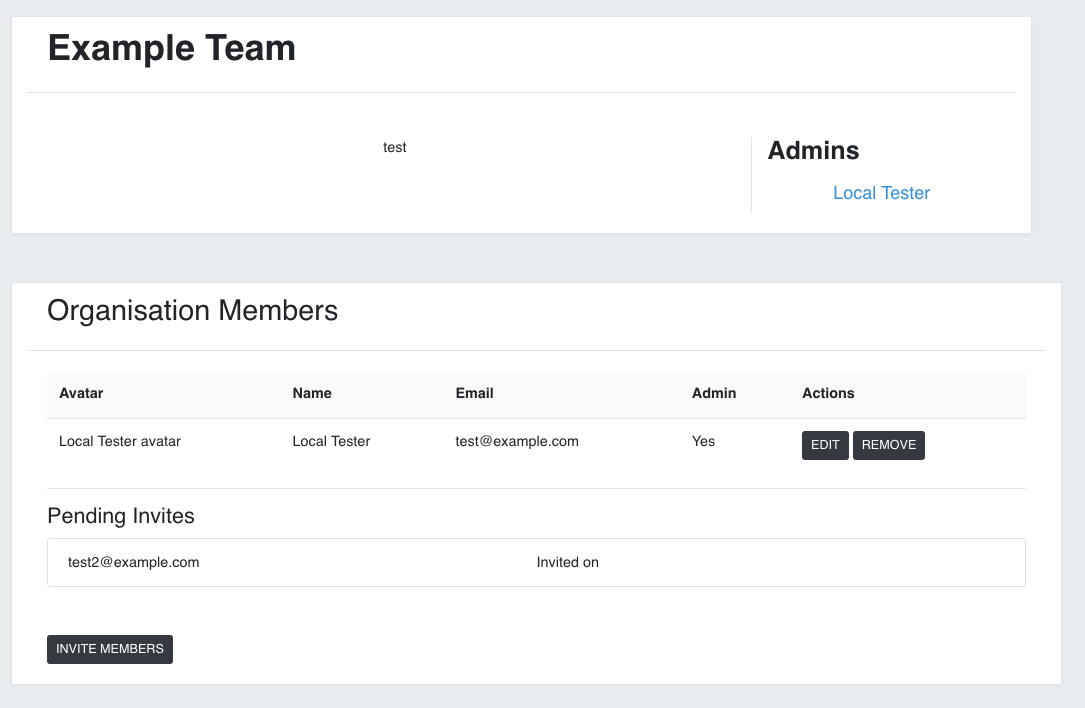 Example Team
test
Admins
Local Tester
Organisation Members
Avatar Name Email Admin Actions
Local Tester avatar Local Tester test@example.com Yes EDIT REMOVE
Pending Invites
test2@example.com Invited on
INVITE MEMBERS